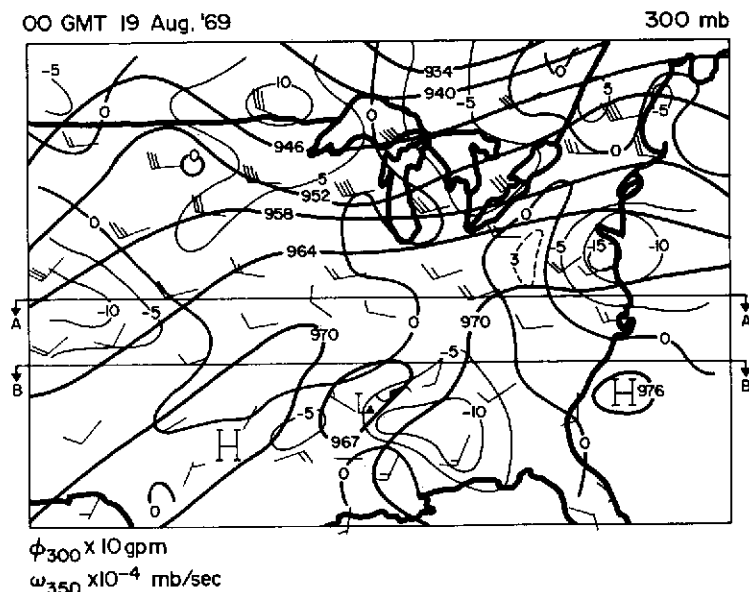 00 GMT 19 Aug. '69 300 mb
934
-5 -10 0
940 -5 5 -5
0 0
946 0
0 -5
952
958
0 0
964 3 -5 -15 -10
A A
-10 -5 0 970
970 0
B -5 B
L H 976
-5 -10
H 967 0
0
0
φ300 x 10 gpm
ω350 x10⁻⁴ mb/sec